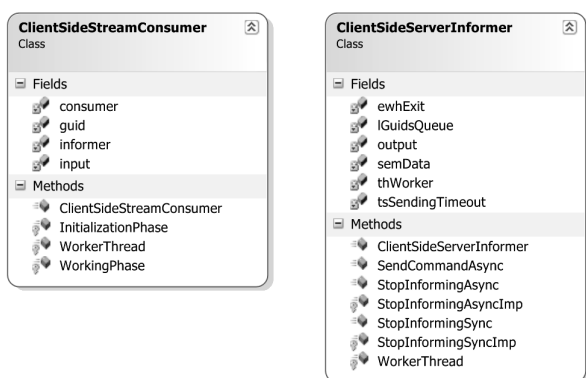 ClientSideStreamConsumer
Class
Fields
consumer
guid
informer
input
Methods
ClientSideStreamConsumer
InitializationPhase
WorkerThread
WorkingPhase
ClientSideServerInformer
Class
Fields
ewhExit
lGuidsQueue
output
semData
thWorker
tsSendingTimeout
Methods
ClientSideServerInformer
SendCommandAsync
StopInformingAsync
StopInformingAsyncImp
StopInformingSync
StopInformingSyncImp
WorkerThread